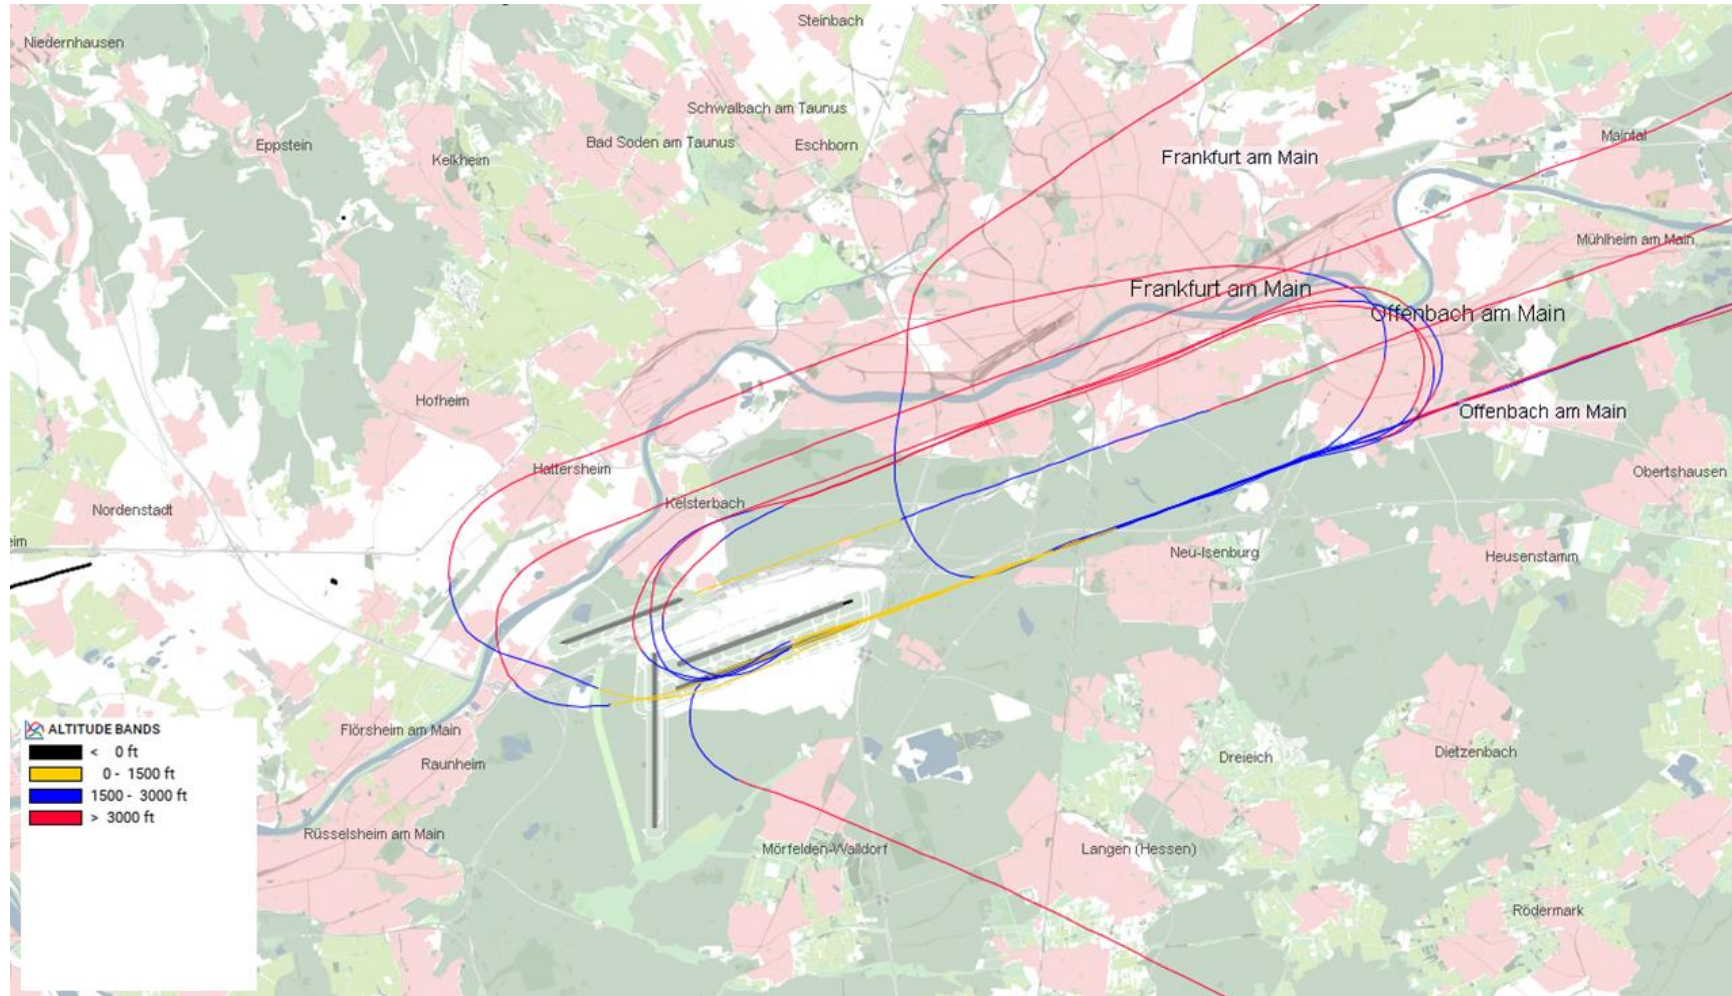 Steinbach
Niedernhausen
Schwalbach am Taunus
Eppstein
Kelkheim
Bad Soden am Taunus
Eschborn
Frankfurt am Main
Maintal
Mühlheim am Main
Frankfurt am Main
Offenbach am Main
Hofheim
Offenbach am Main
Hattersheim
Obertshausen
Nordenstadt
Kelsterbach
eim
Neu-Isenburg
Heusenstamm
ALTITUDE BANDS
< 0 ft
0 - 1500 ft
1500 - 3000 ft
> 3000 ft
Flörsheim am Main
Raunheim
Dreieich
Dietzenbach
Rüsselsheim am Main
Mörfelden-Walldorf
Langen (Hessen)
Rödermark